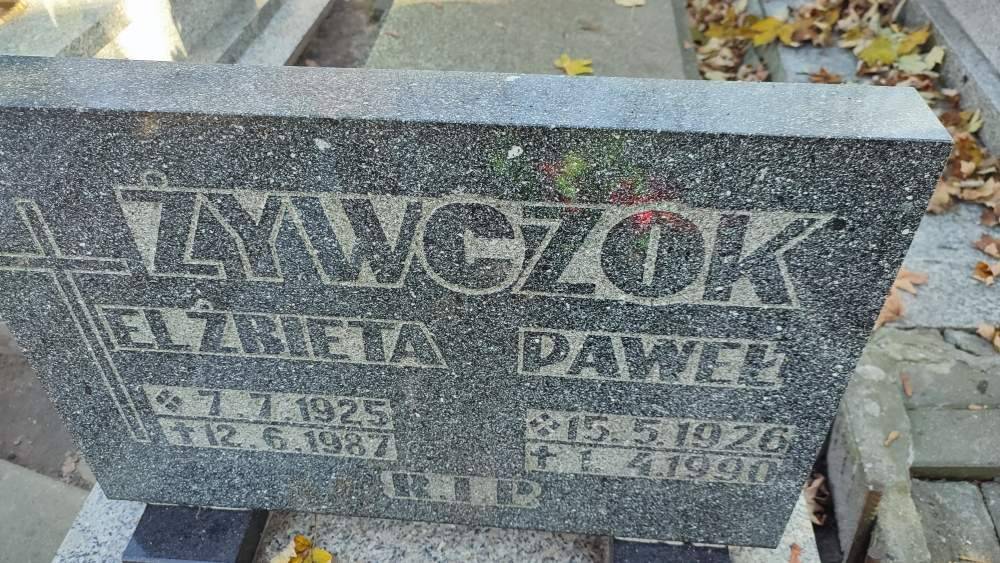 ŻYWCZOK
ELŻBIETA PAWEŁ
7.7.1925 15.5.1926
†12.6.1987 †1.4.1990
R.I.P.